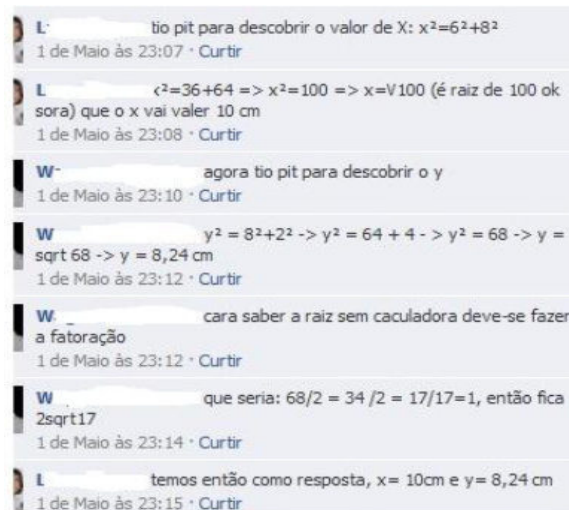 L tio pit para descobrir o valor de X: x²=6²+8²
1 de Maio às 23:07 · Curtir
L x²=36+64 => x²=100 => x=V100 (é raiz de 100 ok
sora) que o x vai valer 10 cm
1 de Maio às 23:08 · Curtir
W agora tio pit para descobrir o y
1 de Maio às 23:10 · Curtir
W y² = 8²+2² -> y² = 64 + 4 - > y² = 68 -> y =
sqrt 68 -> y = 8,24 cm
1 de Maio às 23:12 · Curtir
W cara saber a raiz sem caculadora deve-se fazer
a fatoração
1 de Maio às 23:12 · Curtir
W que seria: 68/2 = 34 /2 = 17/17=1, então fica
2sqrt17
1 de Maio às 23:14 · Curtir
L temos então como resposta, x= 10cm e y= 8,24 cm
1 de Maio às 23:15 · Curtir